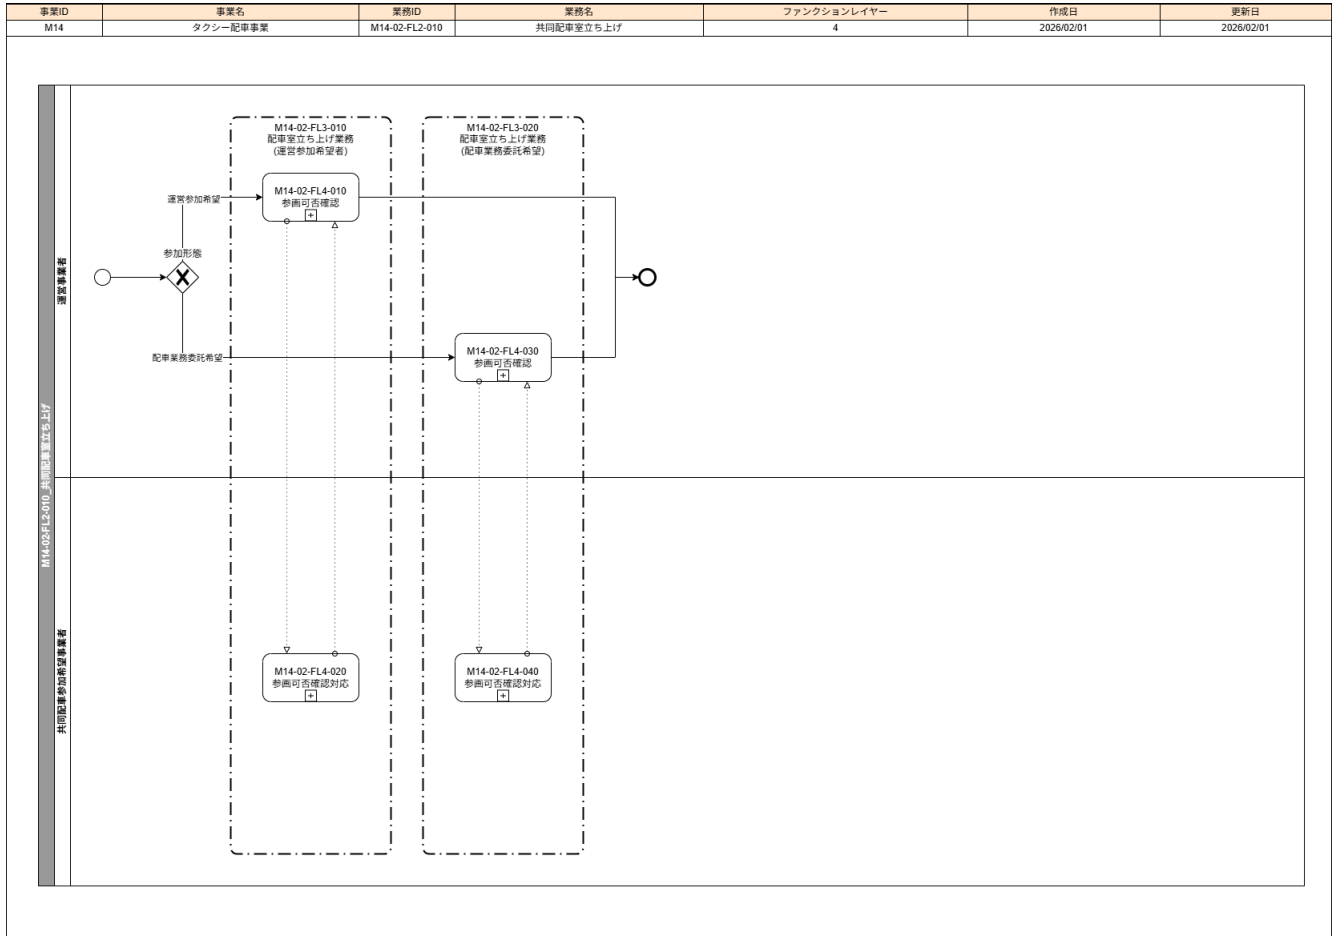 事業ID 事業名 業務ID 業務名 ファンクションレイヤー 作成日 更新日
M14 タクシー配車事業 M14-02-FL2-010 共同配車室立ち上げ 4 2026/02/01 2026/02/01
M14-02-FL2-010_共同配車室立ち上げ
運営事業者
M14-02-FL3-010
配車室立ち上げ業務
(運営参加希望者)
M14-02-FL3-020
配車室立ち上げ業務
(配車業務委託希望)
運営参加希望
M14-02-FL4-010
参画可否確認
参加形態
配車業務委託希望
M14-02-FL4-030
参画可否確認
共同配車参加希望事業者
M14-02-FL4-020
参画可否確認対応
M14-02-FL4-040
参画可否確認対応